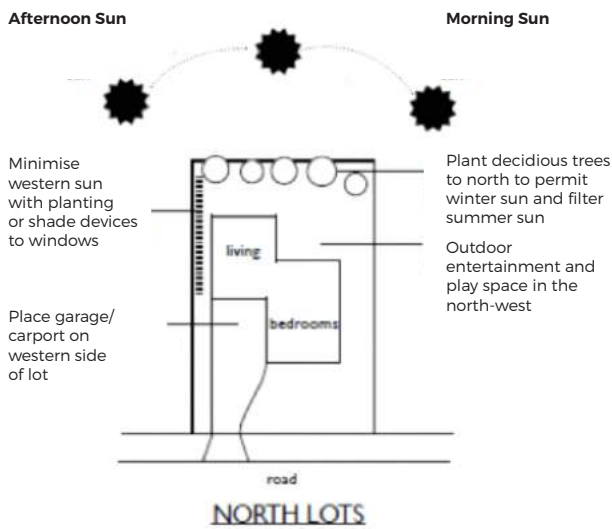 Afternoon Sun
Morning Sun
Minimise
western sun
with planting
or shade devices
to windows
Plant decidious trees
to north to permit
winter sun and filter
summer sun
Outdoor
entertainment and
play space in the
north-west
living
bedrooms
Place garage/
carport on
western side
of lot
road
NORTH LOTS